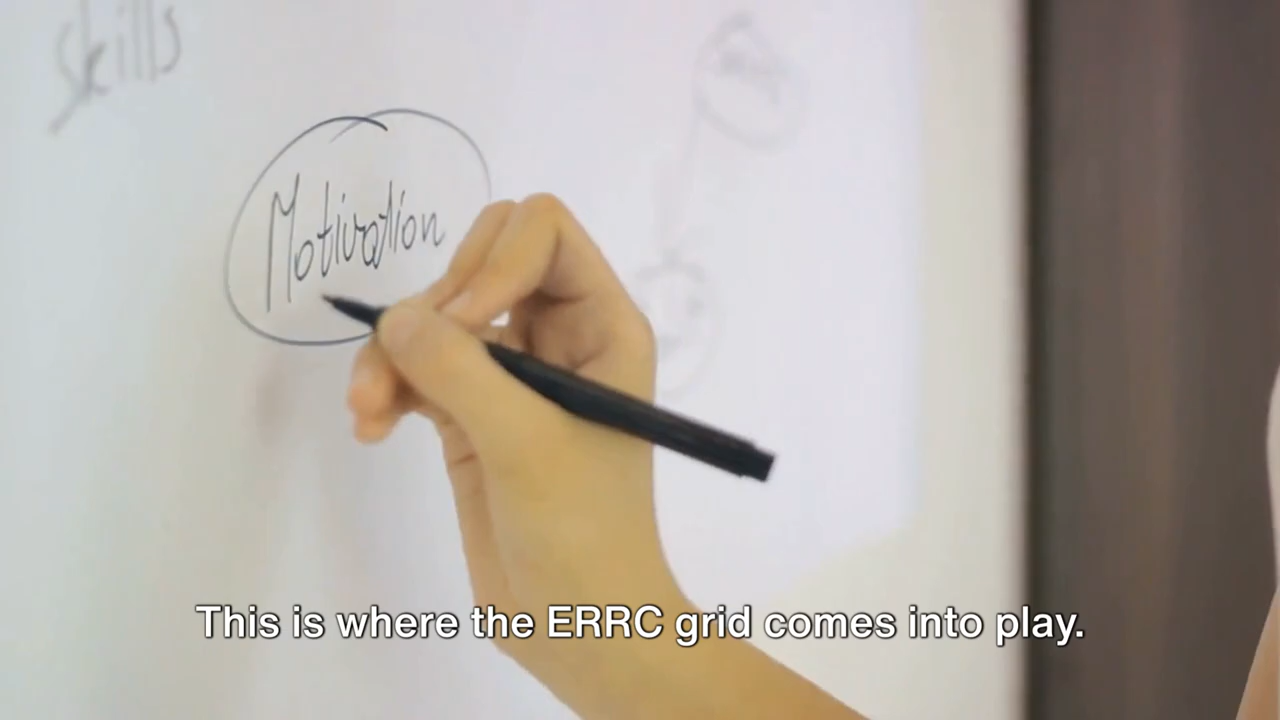 skills
Motivation
This is where the ERRC grid comes into play.